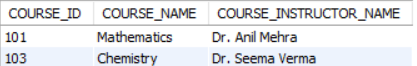 COURSE_ID COURSE_NAME COURSE_INSTRUCTOR_NAME
101 Mathematics Dr. Anil Mehra
103 Chemistry Dr. Seema Verma